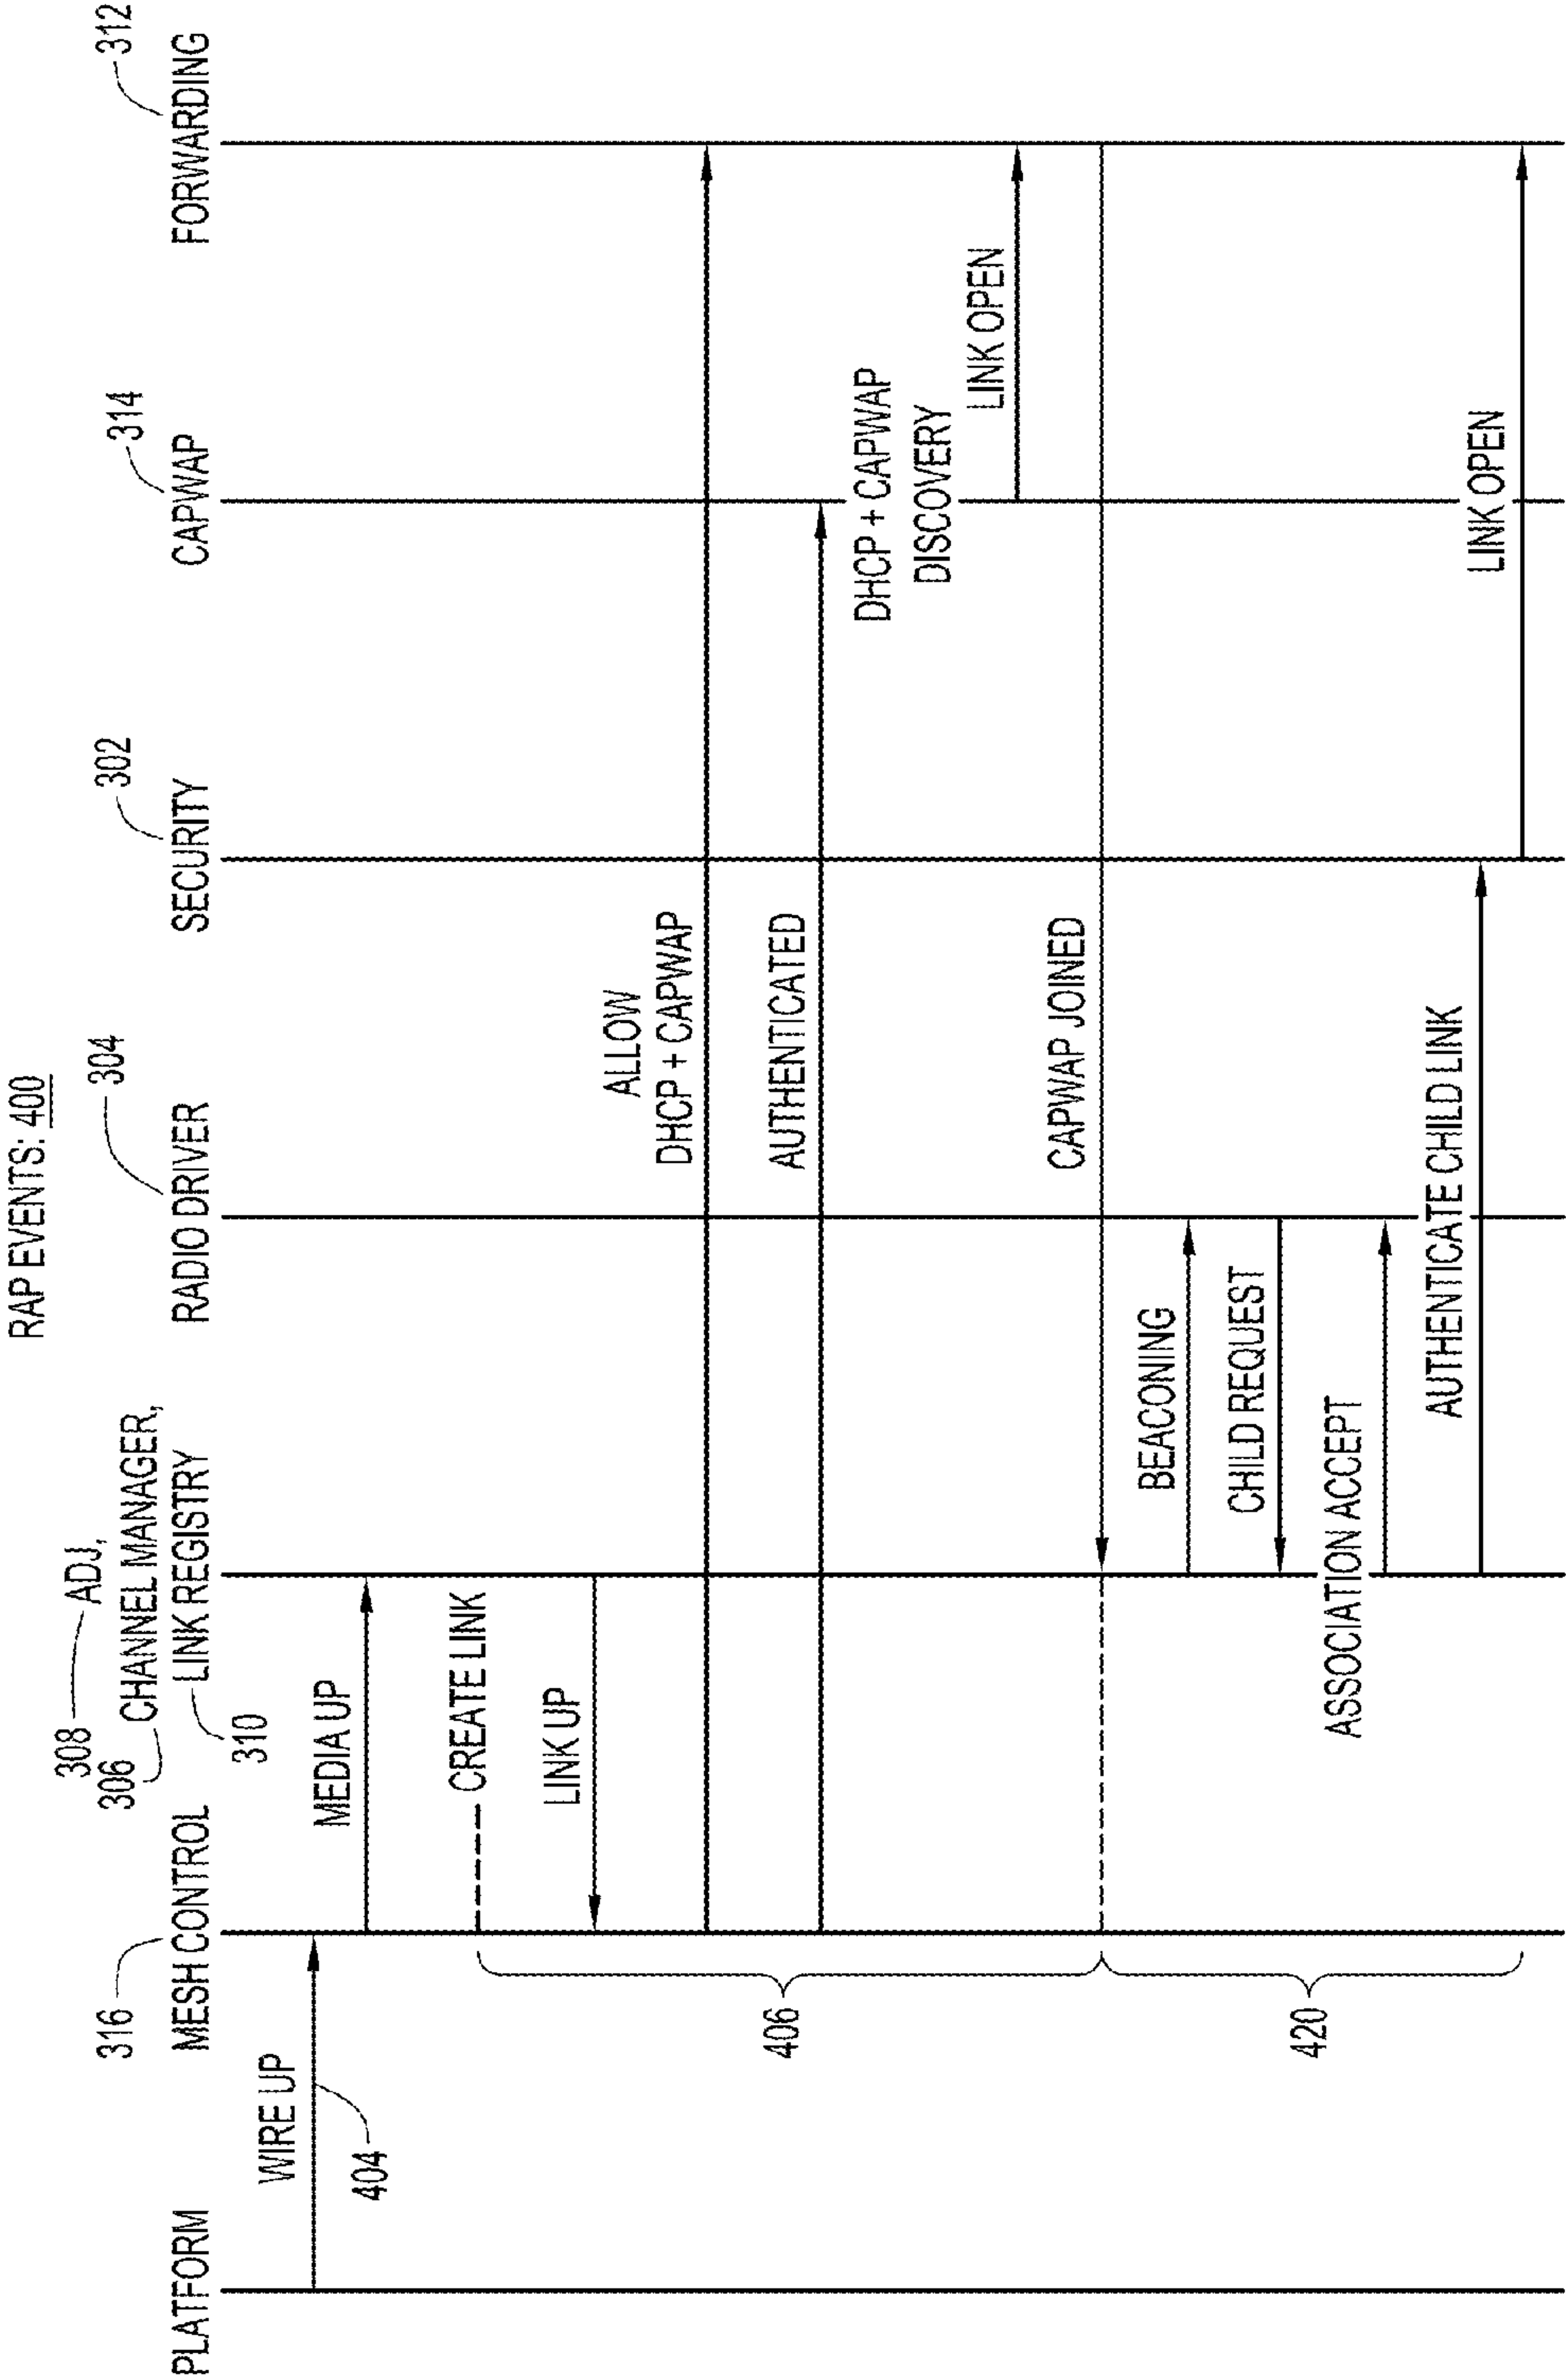 RAP EVENTS: 400
308
ADJ,
306
CHANNEL MANAGER,
316
304
302
314
312
PLATFORM
MESH CONTROL
LINK REGISTRY
RADIO DRIVER
SECURITY
CAPWAP
FORWARDING
310
WIRE UP
404
MEDIA UP
CREATE LINK
LINK UP
ALLOW
DHCP + CAPWAP
AUTHENTICATED
406
DHCP + CAPWAP
DISCOVERY
LINK OPEN
CAPWAP JOINED
BEACONING
CHILD REQUEST
420
ASSOCIATION ACCEPT
AUTHENTICATE CHILD LINK
LINK OPEN